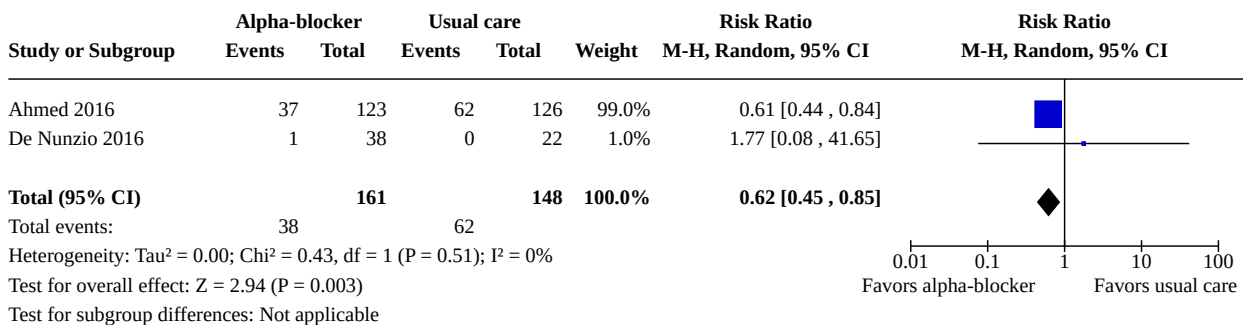 Alpha-blocker Usual care Risk Ratio Risk Ratio
Study or Subgroup Events Total Events Total Weight M-H, Random, 95% CI M-H, Random, 95% CI
Ahmed 2016 37 123 62 126 99.0% 0.61 [0.44 , 0.84]
De Nunzio 2016 1 38 0 22 1.0% 1.77 [0.08 , 41.65]
Total (95% CI) 161 148 100.0% 0.62 [0.45 , 0.85]
Total events: 38 62
Heterogeneity: Tau² = 0.00; Chi² = 0.43, df = 1 (P = 0.51); I² = 0%
0.01 0.1 1 10 100
Test for overall effect: Z = 2.94 (P = 0.003) Favors alpha-blocker Favors usual care
Test for subgroup differences: Not applicable